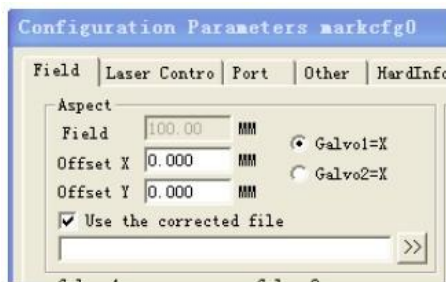 Configuration Parameters markcfg0
Field Laser Contro Port Other HardInfo
Aspect
Field 100.00 MM
Galvo1=X
Offset X 0.000 MM
Galvo2=X
Offset Y 0.000 MM
Use the corrected file
>>